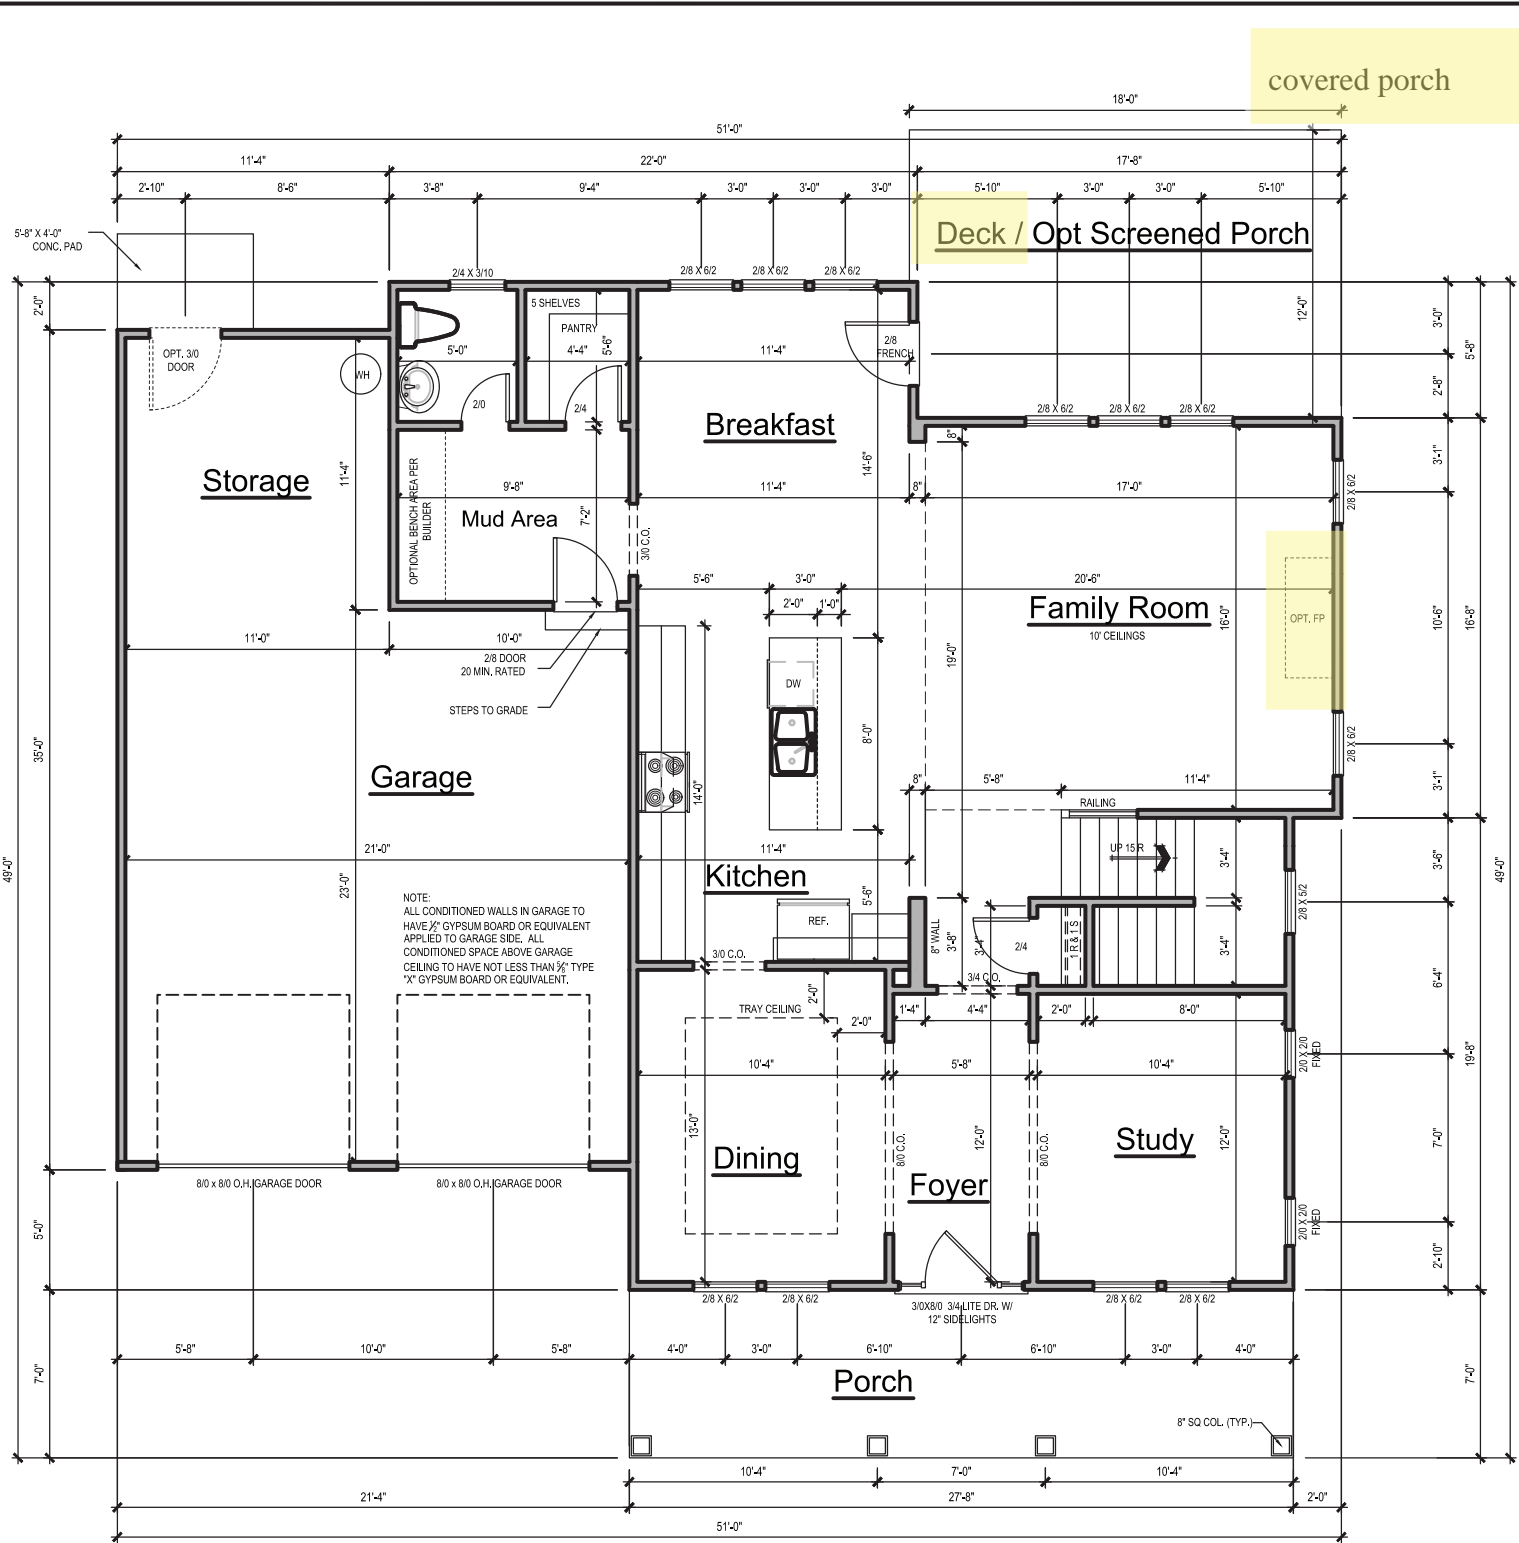 covered porch
18'-0"
51'-0"
11'-4" 22'-0" 17'-8"
2'-10" 8'-6" 3'-8" 9'-4" 3'-0" 3'-0" 3'-0" 5'-10" 3'-0" 3'-0" 5'-10"
5'-8" X 4'-0"
CONC. PAD
Deck / Opt Screened Porch
2/4 X 3/10 2/8 X 6/2 2/8 X 6/2 2/8 X 6/2
2'-0"
5 SHELVES
PANTRY
5'-6"
12'-0"
3'-0"
5'-8"
2'-8"
OPT. 3/0
DOOR
WH
5'-0" 4'-4" 11'-4"
2/8
FRENCH
2/0 2/4
2/8 X 6/2 2/8 X 6/2 2/8 X 6/2
Breakfast
8"
14'-6"
3'-1"
Storage
11'-4"
OPTIONAL BENCH AREA PER
BUILDER
9'-8" 11'-4" 8" 17'-0"
2/8 X 6/2
Mud Area
7'-2"
3/0 C.O.
5'-6" 3'-0" 20'-6"
2'-0" 1'-0"
Family Room
10' CEILINGS
16'-0"
OPT. FP
10'-6"
16'-8"
11'-0" 10'-0"
2/8 DOOR
20 MIN. RATED
STEPS TO GRADE
19'-0"
DW
8'-0"
35'-0"
2/8 X 6/2
Garage
14'-0"
8" 5'-8" 11'-4"
3'-1"
RAILING
21'-0" 11'-4"
UP 15 R
3'-4"
3'-6"
49'-0"
49'-0"
Kitchen
23'-0"
5'-6"
REF.
2/8 X 5/2
NOTE:
ALL CONDITIONED WALLS IN GARAGE TO
HAVE ½" GYPSUM BOARD OR EQUIVALENT
APPLIED TO GARAGE SIDE. ALL
CONDITIONED SPACE ABOVE GARAGE
CEILING TO HAVE NOT LESS THAN ⅝" TYPE
"X" GYPSUM BOARD OR EQUIVALENT.
8" WALL
3'-8"
3'-4"
2/4
1 R & 1 S
3'-4"
6'-4"
3/0 C.O.
3/4 C.O.
TRAY CEILING
2'-0"
2'-0"
1'-4" 4'-4" 2'-0" 8'-0"
2/0 X 2/0
FIXED
19'-8"
10'-4" 5'-8" 10'-4"
13'-0"
8/0 C.O.
12'-0"
8/0 C.O.
Study
12'-0"
7'-0"
Dining
Foyer
8/0 x 8/0 O.H. GARAGE DOOR 8/0 x 8/0 O.H. GARAGE DOOR
2/0 X 2/0
FIXED
5'-0"
2'-10"
2/8 X 6/2 2/8 X 6/2
3/0X8/0 3/4 LITE DR. W/
12" SIDELIGHTS
2/8 X 6/2 2/8 X 6/2
5'-8" 10'-0" 5'-8" 4'-0" 3'-0" 6'-10" 6'-10" 3'-0" 4'-0"
7'-0"
Porch
7'-0"
8" SQ COL. (TYP.)
10'-4" 7'-0" 10'-4"
21'-4" 27'-8" 2'-0"
51'-0"